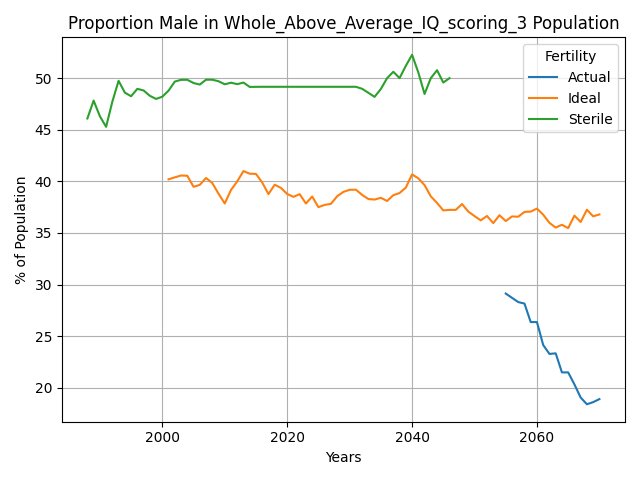 Proportion Male in Whole_Above_Average_IQ_scoring_3 Population
Fertility
Actual
Ideal
Sterile
% of Population
50
45
40
35
30
25
20
2000
2020
2040
2060
Years